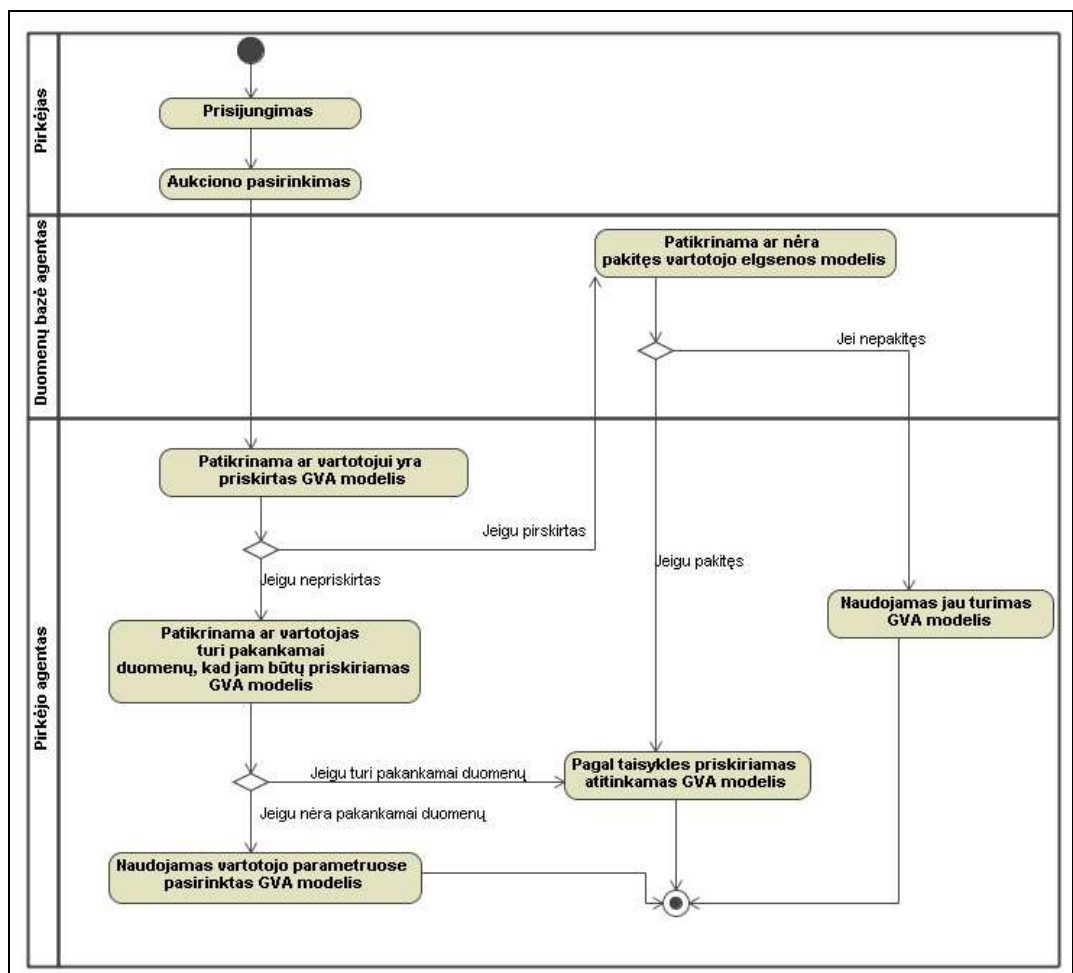 Pirkėjas
Prisijungimas
Aukciono pasirinkimas
Duomenų bazė agentas
Patikrinama ar nėra
pakitęs vartotojo elgsenos modelis
Jei nepakitęs
Pirkėjo agentas
Patikrinama ar vartotojui yra
priskirtas GVA modelis
Jeigu pirskirtas
Jeigu nepriskirtas
Jeigu pakitęs
Naudojamas jau turimas
GVA modelis
Patikrinama ar vartotojas
turi pakankamai
duomenų, kad jam būtų priskiriamas
GVA modelis
Jeigu turi pakankamai duomenų
Pagal taisykles priskiriamas
atitinkamas GVA modelis
Jeigu nėra pakankamai duomenų
Naudojamas vartotojo parametruose
pasirinktas GVA modelis